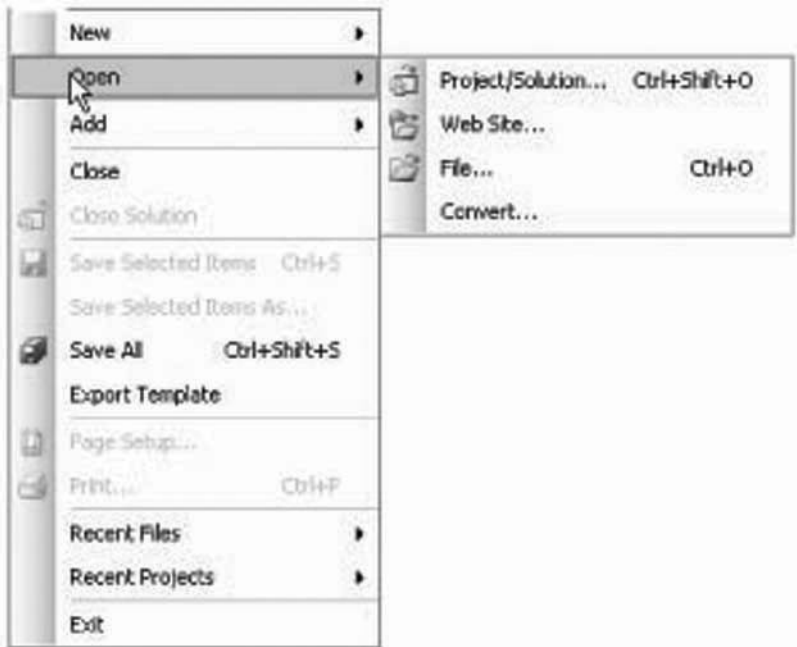 New
Open
Add
Close
Close Solution
Save Selected Items Ctrl+S
Save Selected Items As...
Save All Ctrl+Shift+S
Export Template
Page Setup...
Print... Ctrl+P
Recent Files
Recent Projects
Exit
Project/Solution... Ctrl+Shift+O
Web Site...
File... Ctrl+O
Convert...